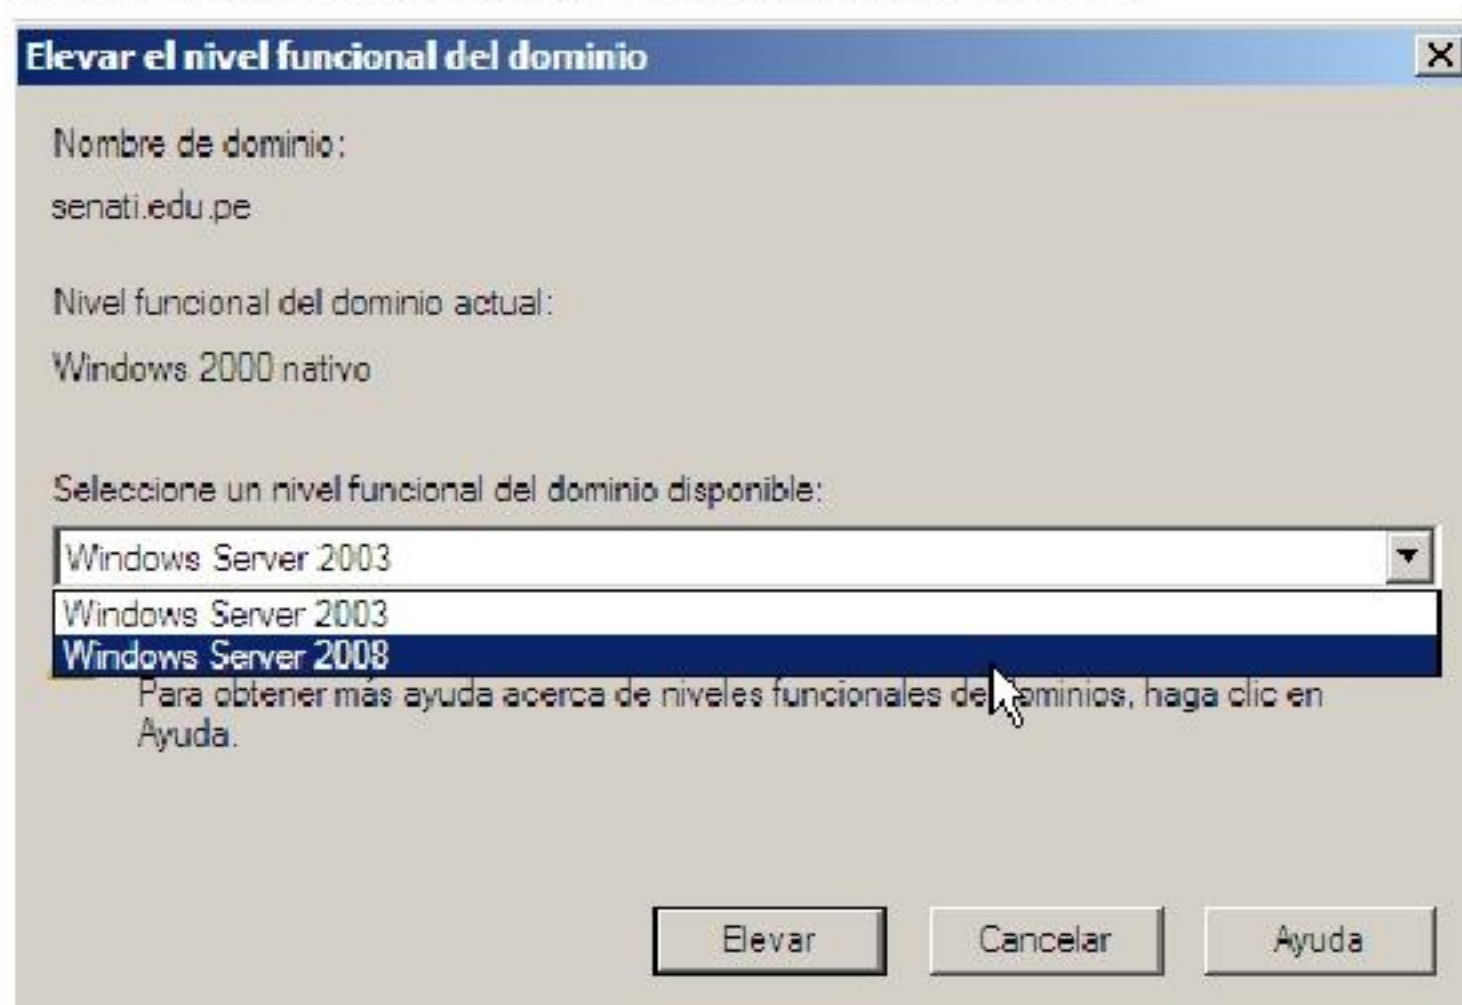 Elevar el nivel funcional del dominio
Nombre de dominio:
senati.edu.pe
Nivel funcional del dominio actual:
Windows 2000 nativo
Seleccione un nivel funcional del dominio disponible:
Windows Server 2003
Windows Server 2003
Windows Server 2008
Para obtener más ayuda acerca de niveles funcionales de dominios, haga clic en
Ayuda.
Elevar
Cancelar
Ayuda